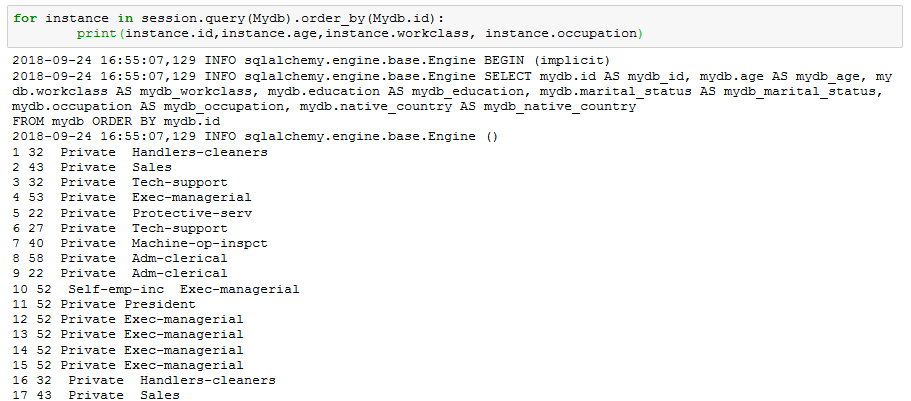 for instance in session.query(Mydb).order_by(Mydb.id):
        print(instance.id,instance.age,instance.workclass, instance.occupation)
2018-09-24 16:55:07,129 INFO sqlalchemy.engine.base.Engine BEGIN (implicit)
2018-09-24 16:55:07,129 INFO sqlalchemy.engine.base.Engine SELECT mydb.id AS mydb_id, mydb.age AS mydb_age, my
db.workclass AS mydb_workclass, mydb.education AS mydb_education, mydb.marital_status AS mydb_marital_status,
mydb.occupation AS mydb_occupation, mydb.native_country AS mydb_native_country
FROM mydb ORDER BY mydb.id
2018-09-24 16:55:07,129 INFO sqlalchemy.engine.base.Engine ()
1 32  Private  Handlers-cleaners
2 43  Private  Sales
3 32  Private  Tech-support
4 53  Private  Exec-managerial
5 22  Private  Protective-serv
6 27  Private  Tech-support
7 40  Private  Machine-op-inspct
8 58  Private  Adm-clerical
9 22  Private  Adm-clerical
10 52  Self-emp-inc  Exec-managerial
11 52 Private President
12 52 Private Exec-managerial
13 52 Private Exec-managerial
14 52 Private Exec-managerial
15 52 Private Exec-managerial
16 32  Private  Handlers-cleaners
17 43  Private  Sales